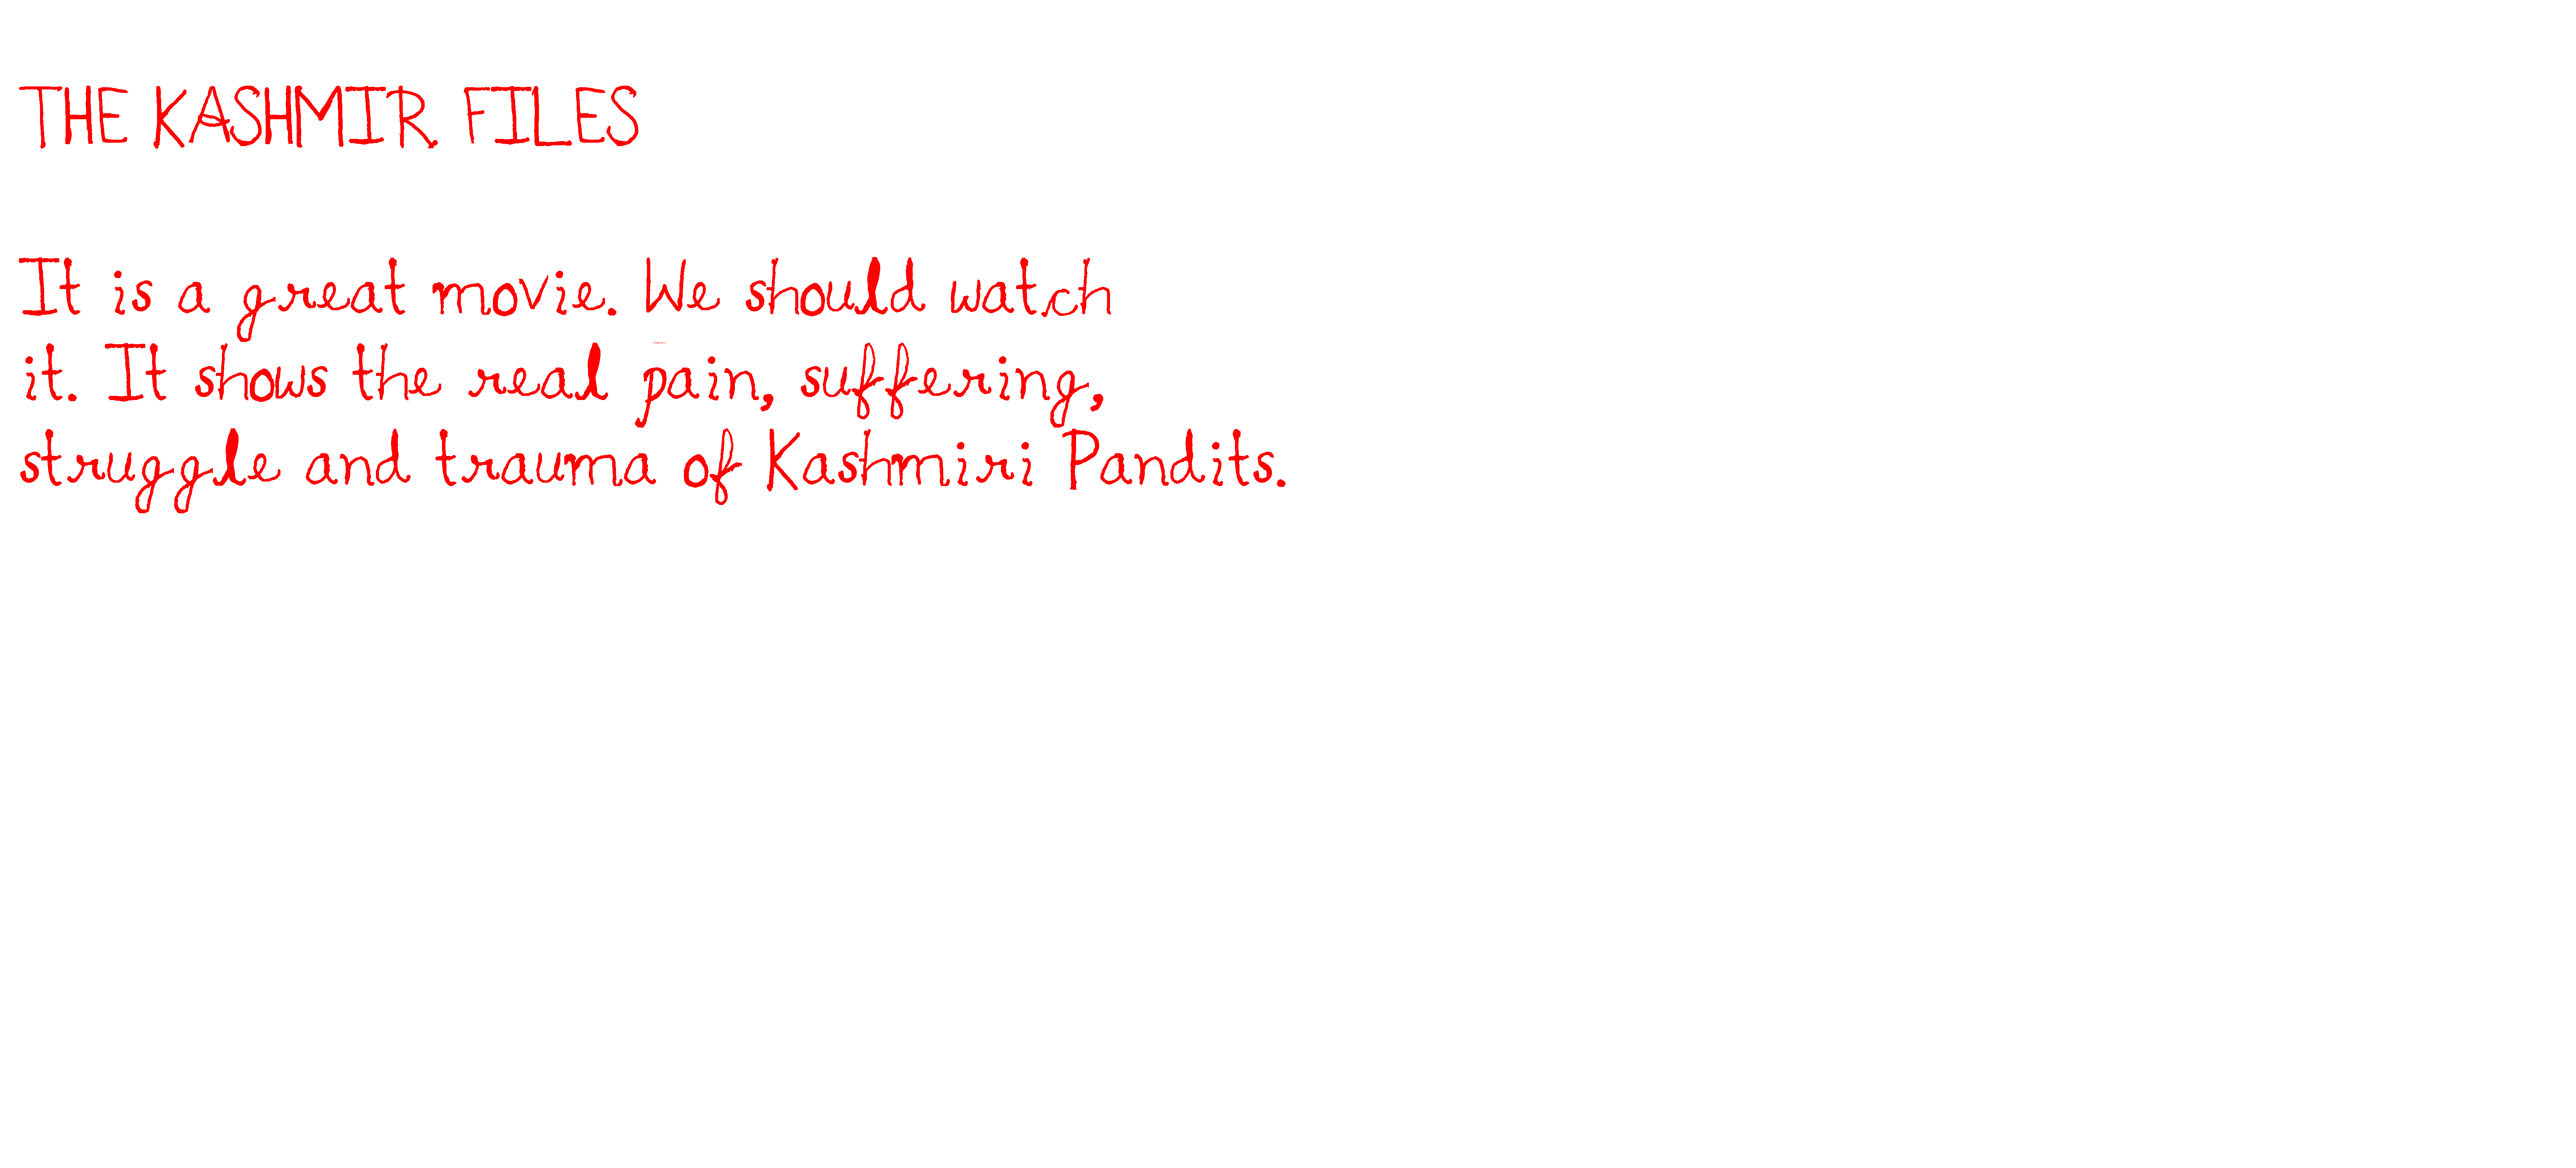 THE KASHMIR FILES
It is a great movie. We should watch
it. It shows the real pain, suffering,
struggle and trauma of Kashmiri Pandits.